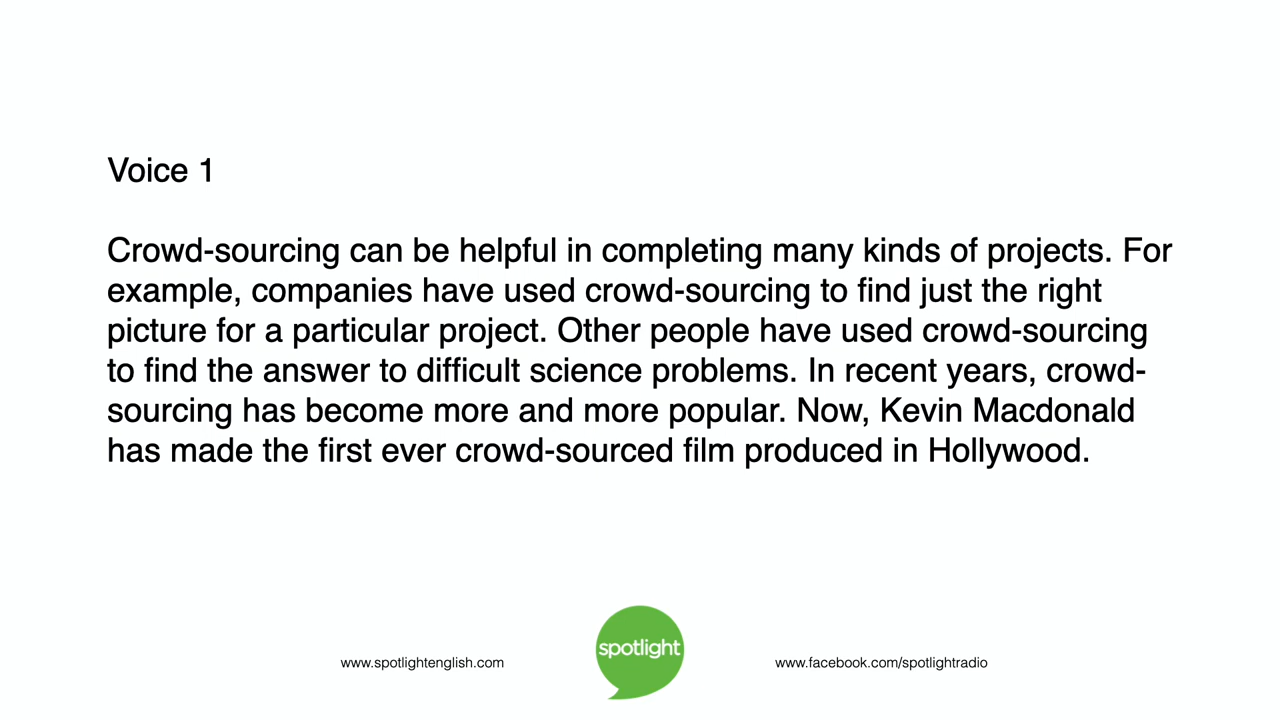 Voice 1
Crowd-sourcing can be helpful in completing many kinds of projects. For
example, companies have used crowd-sourcing to find just the right
picture for a particular project. Other people have used crowd-sourcing
to find the answer to difficult science problems. In recent years, crowd-
sourcing has become more and more popular. Now, Kevin Macdonald
has made the first ever crowd-sourced film produced in Hollywood.
spotlight
www.spotlightenglish.com
www.facebook.com/spotlightradio